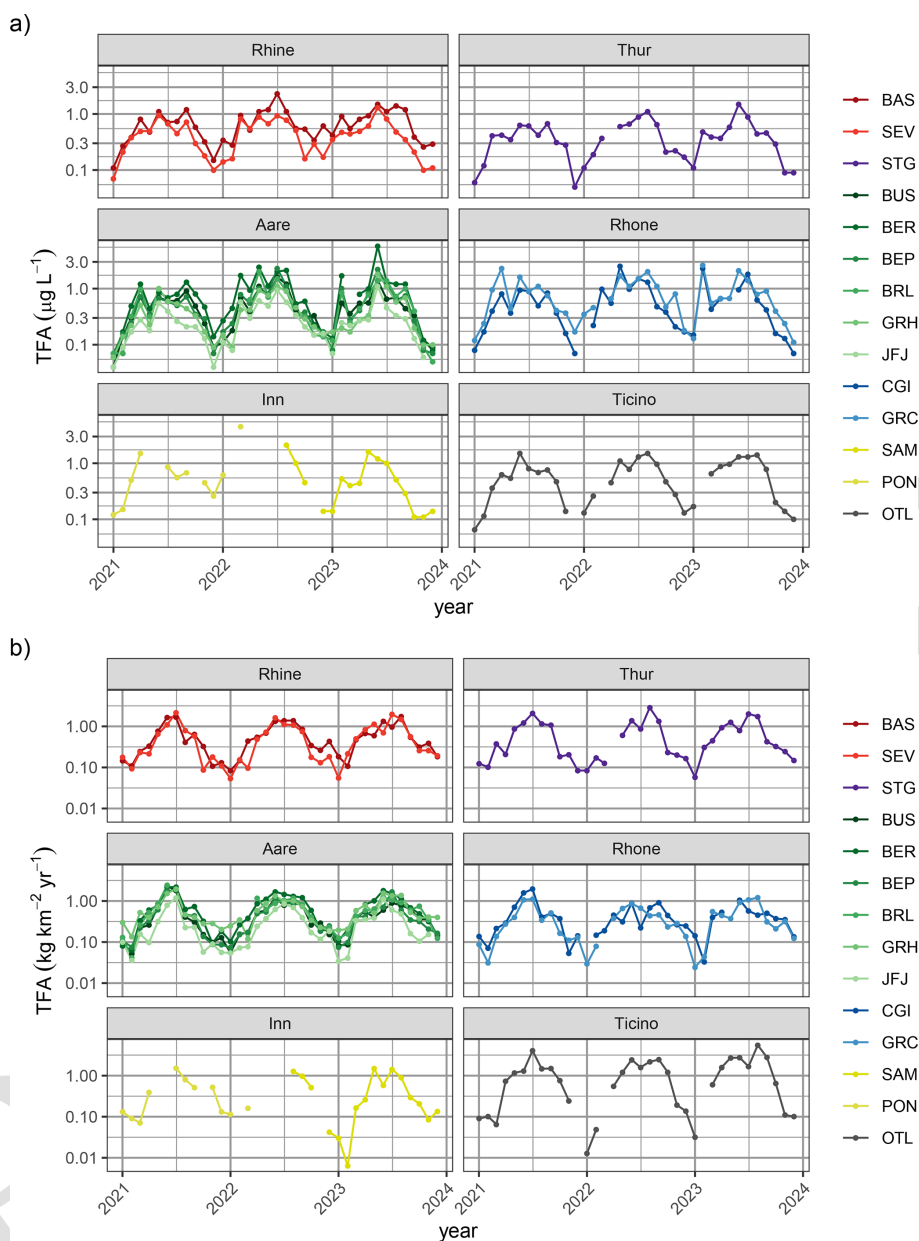 a)
Rhine
Thur
3.0
1.0
0.3
0.1
Aare
Rhone
3.0
1.0
0.3
0.1
Inn
Ticino
3.0
1.0
0.3
0.1
TFA (μg L⁻¹)
2021
2022
2023
2024
2021
2022
2023
2024
year
BAS
SEV
STG
BUS
BER
BEP
BRL
GRH
JFJ
CGI
GRC
SAM
PON
OTL
b)
Rhine
Thur
1.00
0.10
0.01
Aare
Rhone
1.00
0.10
0.01
Inn
Ticino
1.00
0.10
0.01
TFA (kg km⁻² yr⁻¹)
2021
2022
2023
2024
2021
2022
2023
2024
year
BAS
SEV
STG
BUS
BER
BEP
BRL
GRH
JFJ
CGI
GRC
SAM
PON
OTL